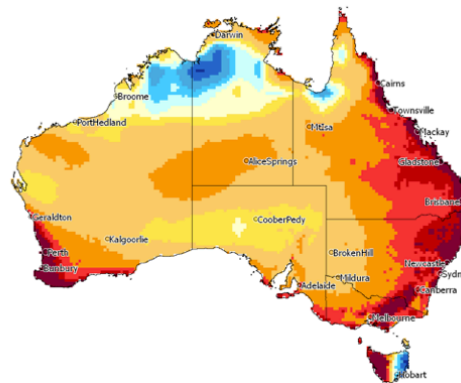 Darwin
Cairns
Broome
Townsville
PortHedland
MtIsa
Mackay
AliceSprings
Gladstone
Brisbane
Geraldton
CooberPedy
Kalgoorlie
BrokenHill
Perth
Newcastle
Bunbury
Sydn
Mildura
Adelaide
Canberra
Melbourne
Hobart